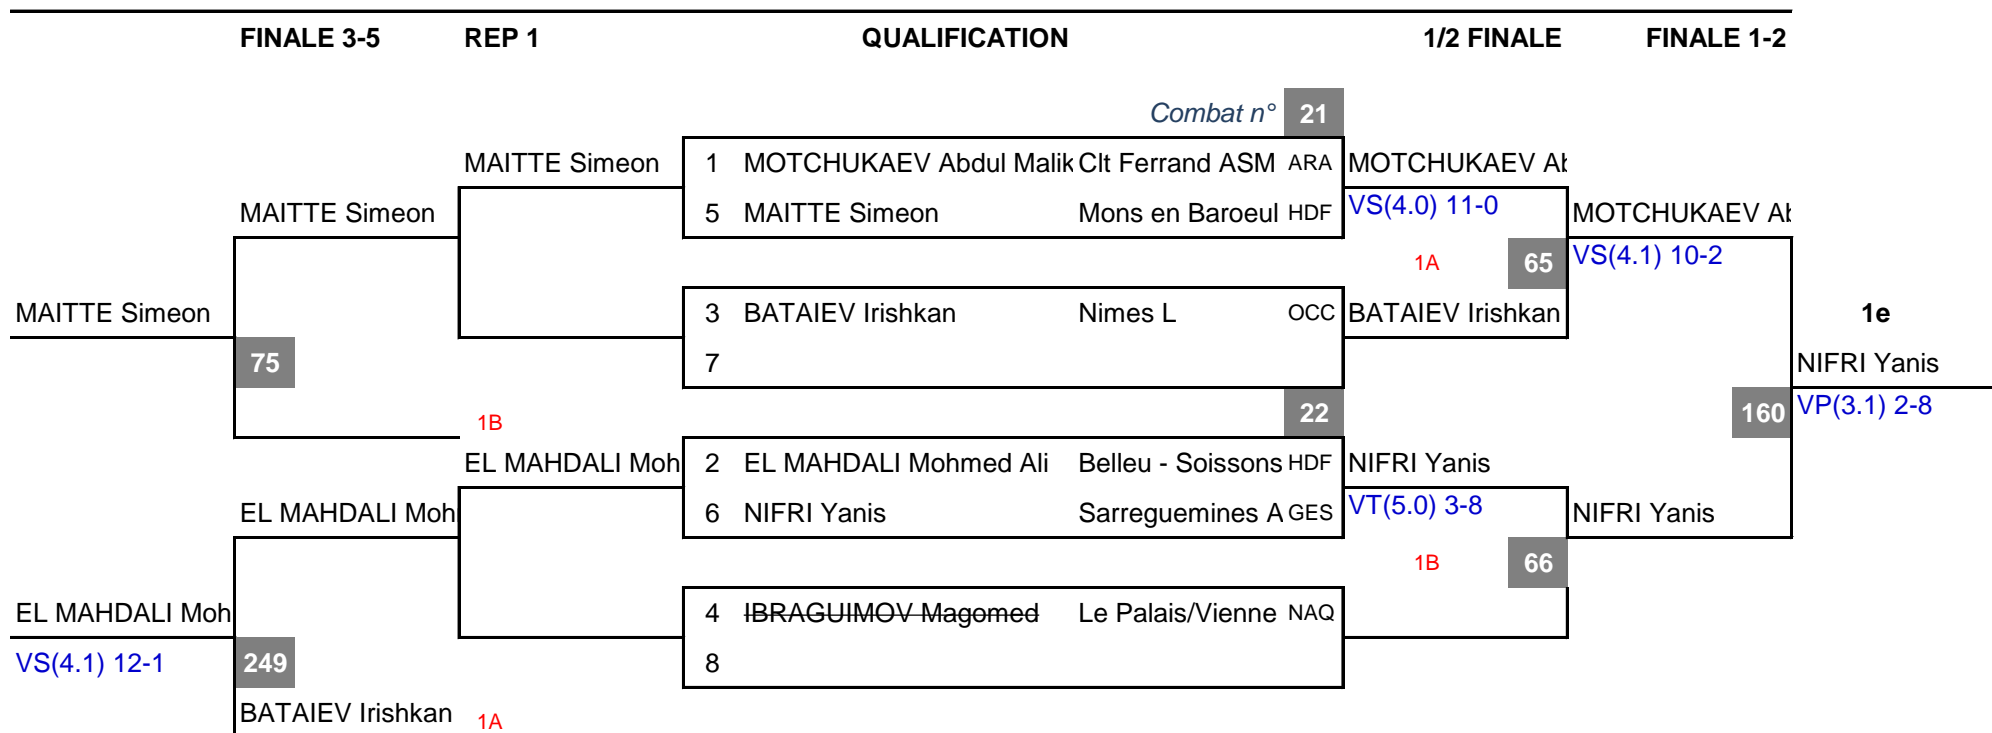 FINALE 3-5 REP 1 QUALIFICATION 1/2 FINALE FINALE 1-2
Combat n° 21
MAITTE Simeon 1 MOTCHUKAEV Abdul Malik Clt Ferrand ASM ARA MOTCHUKAEV Ab
MAITTE Simeon 5 MAITTE Simeon Mons en Baroeul HDF VS(4.0) 11-0 MOTCHUKAEV Ab
1A 65 VS(4.1) 10-2
MAITTE Simeon 3 BATAIEV Irishkan Nimes L OCC BATAIEV Irishkan 1e
75 7 NIFRI Yanis
1B 22 160 VP(3.1) 2-8
EL MAHDALI Moh 2 EL MAHDALI Mohmed Ali Belleu - Soissons HDF NIFRI Yanis
EL MAHDALI Moh 6 NIFRI Yanis Sarreguemines A GES VT(5.0) 3-8 NIFRI Yanis
1B 66
EL MAHDALI Moh 4 IBRAGUIMOV Magomed Le Palais/Vienne NAQ
VS(4.1) 12-1 249 8
BATAIEV Irishkan 1A